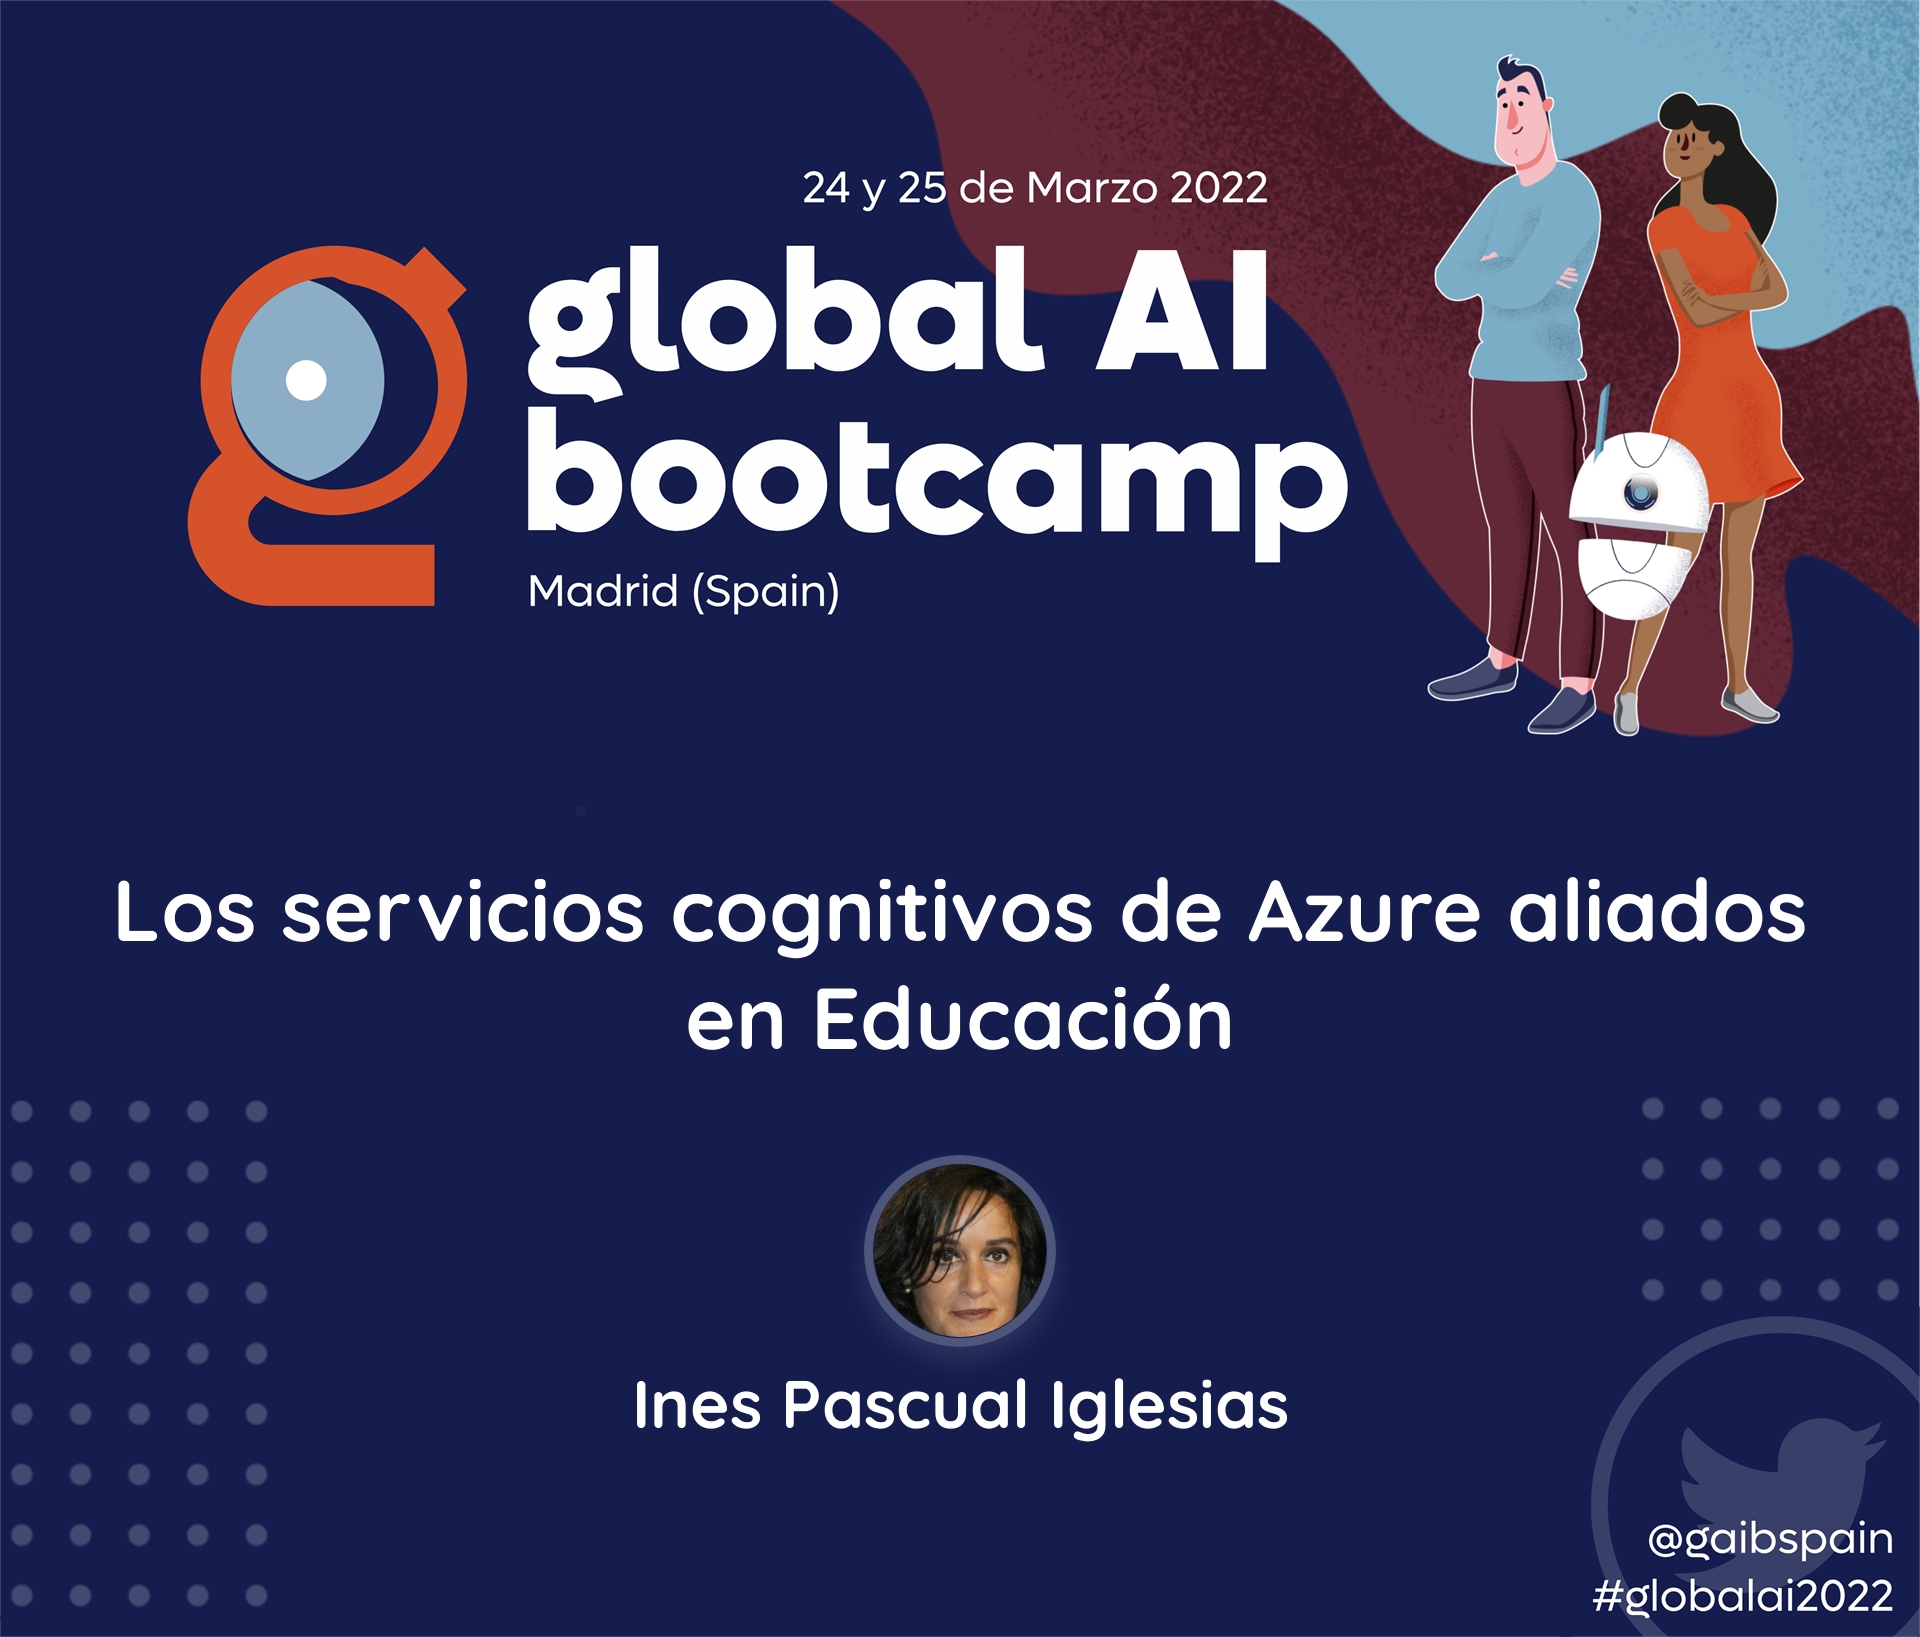 24 y 25 de Marzo 2022
global AI
bootcamp
Madrid (Spain)
Los servicios cognitivos de Azure aliados
en Educación
Ines Pascual Iglesias
@gaibspain
#globalai2022